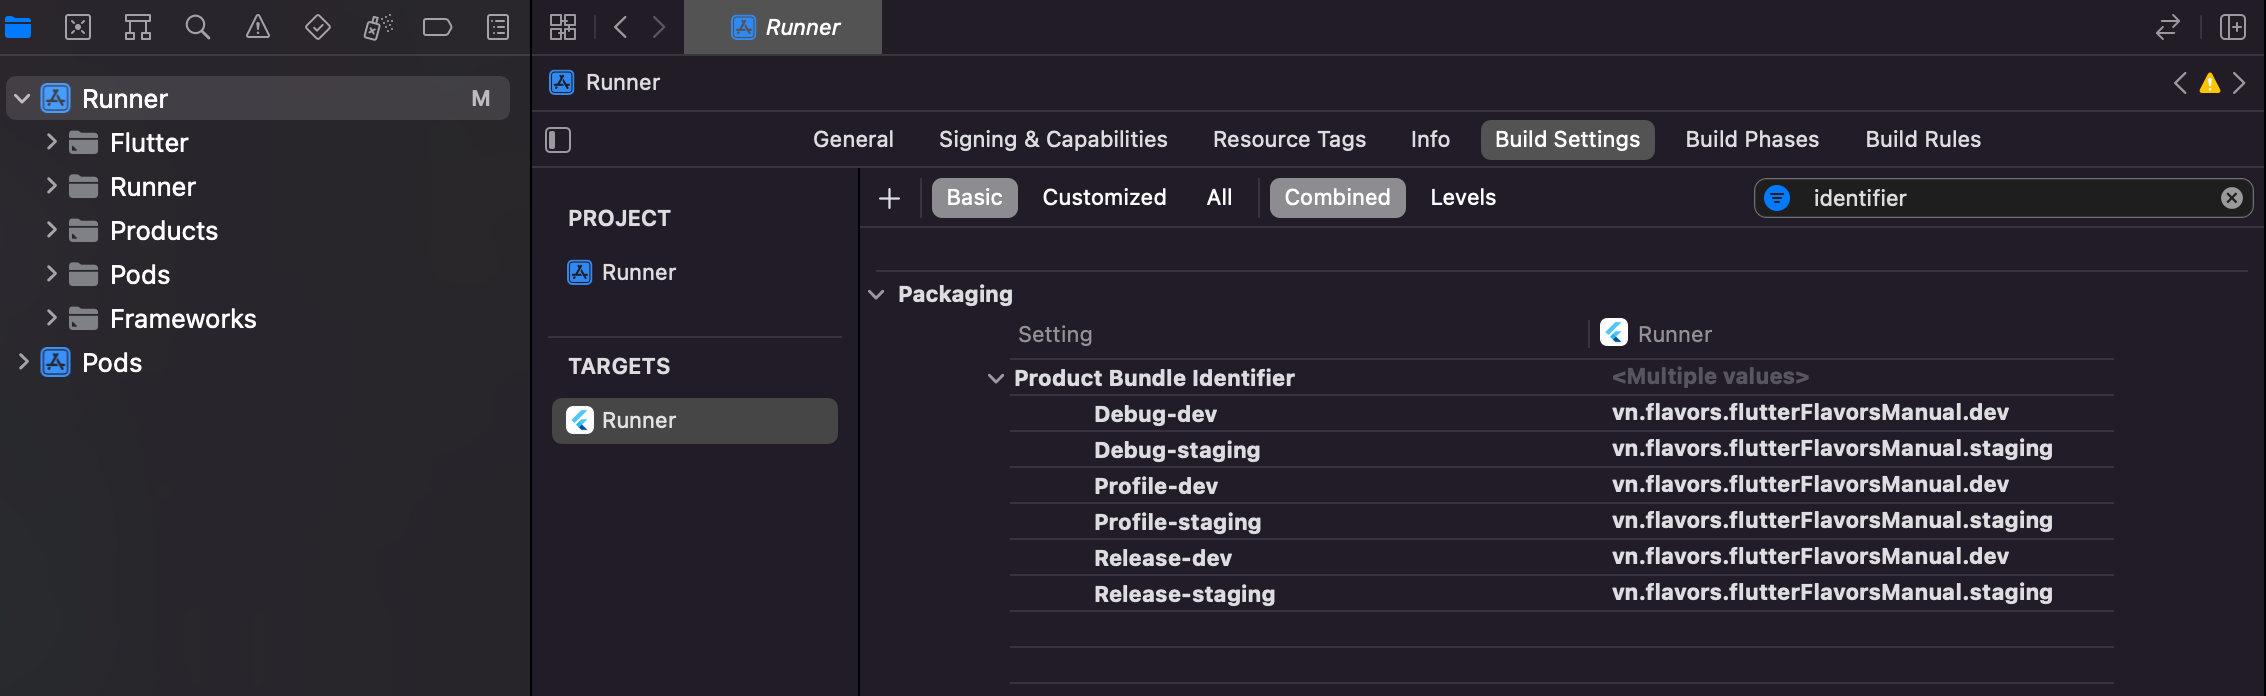 Runner
Runner M
Flutter
Runner
Products
Pods
Frameworks
Pods
Runner
General Signing & Capabilities Resource Tags Info Build Settings Build Phases Build Rules
PROJECT
Runner
TARGETS
Runner
Basic Customized All Combined Levels identifier
Packaging
Setting Runner
Product Bundle Identifier <Multiple values>
Debug-dev vn.flavors.flutterFlavorsManual.dev
Debug-staging vn.flavors.flutterFlavorsManual.staging
Profile-dev vn.flavors.flutterFlavorsManual.dev
Profile-staging vn.flavors.flutterFlavorsManual.staging
Release-dev vn.flavors.flutterFlavorsManual.dev
Release-staging vn.flavors.flutterFlavorsManual.staging